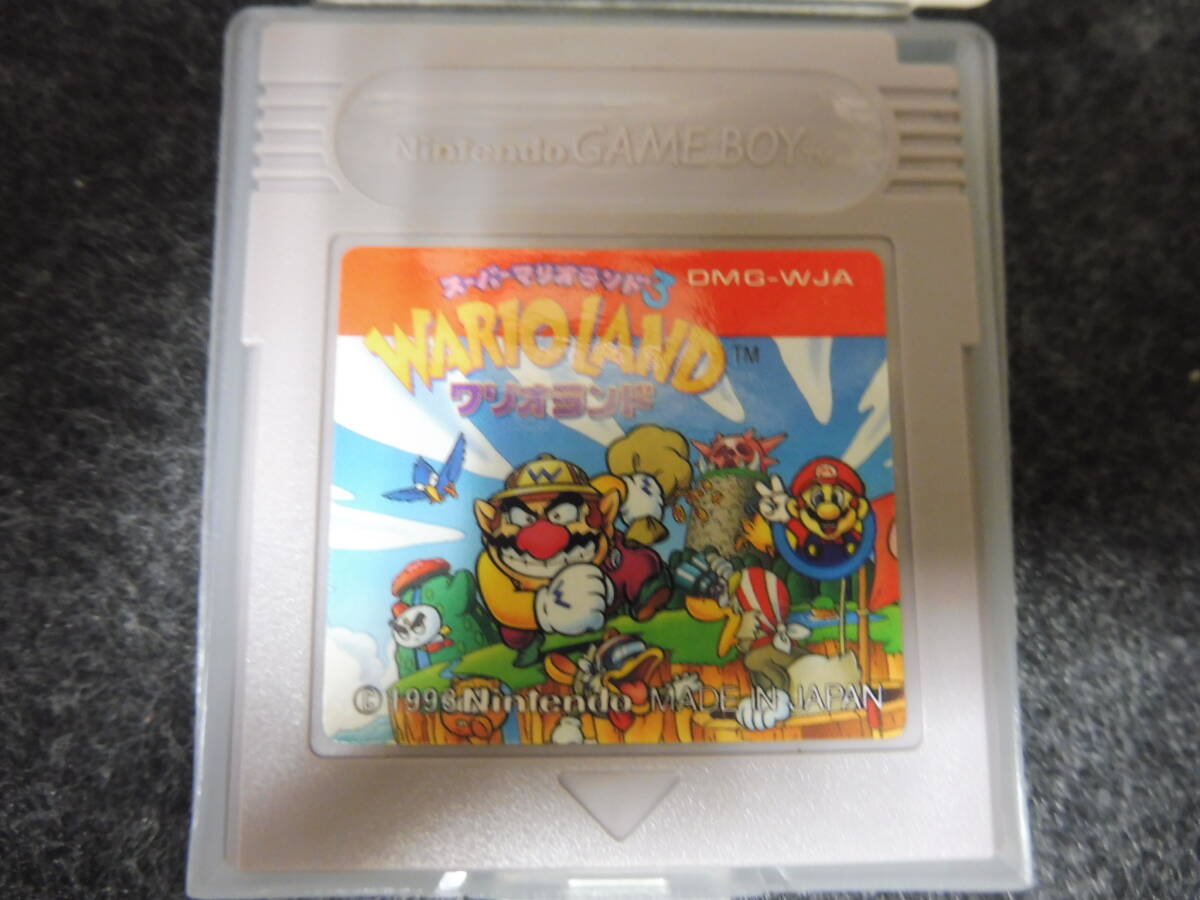 Nintendo GAME BOY TM
スーパーマリオランド3 DMG-WJA
WARIO LAND TM
ワリオランド
W
M
© 1993 Nintendo MADE IN JAPAN